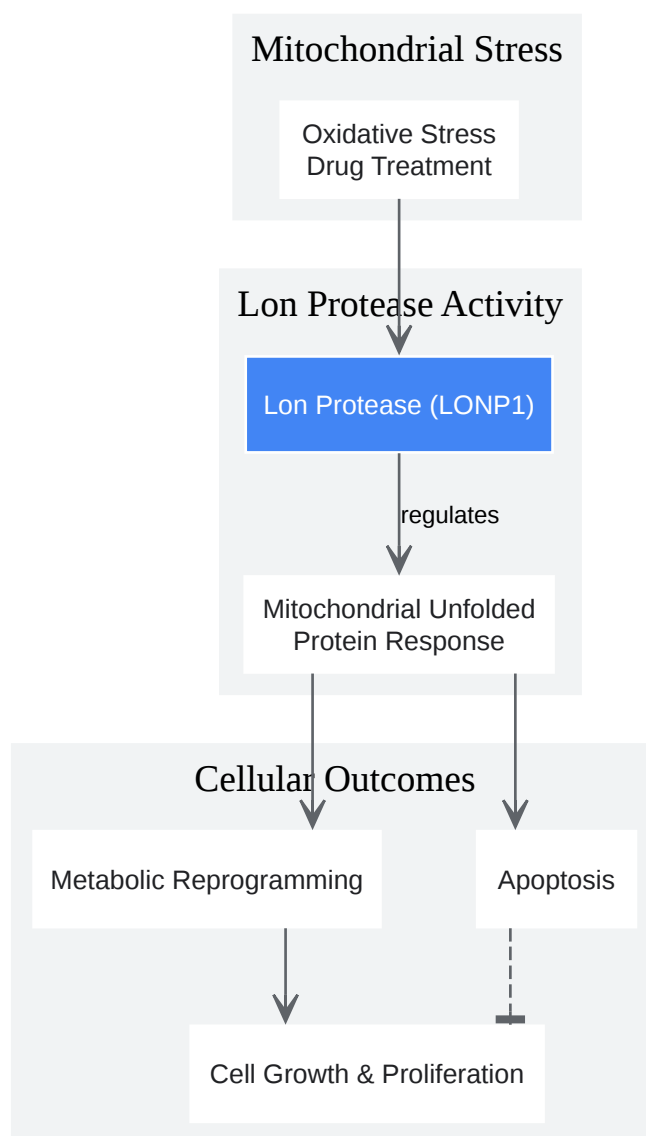 Mitochondrial Stress
Oxidative Stress
Drug Treatment
Lon Protease Activity
Lon Protease (LONP1)
regulates
Mitochondrial Unfolded
Protein Response
Cellular Outcomes
Metabolic Reprogramming
Apoptosis
Cell Growth & Proliferation